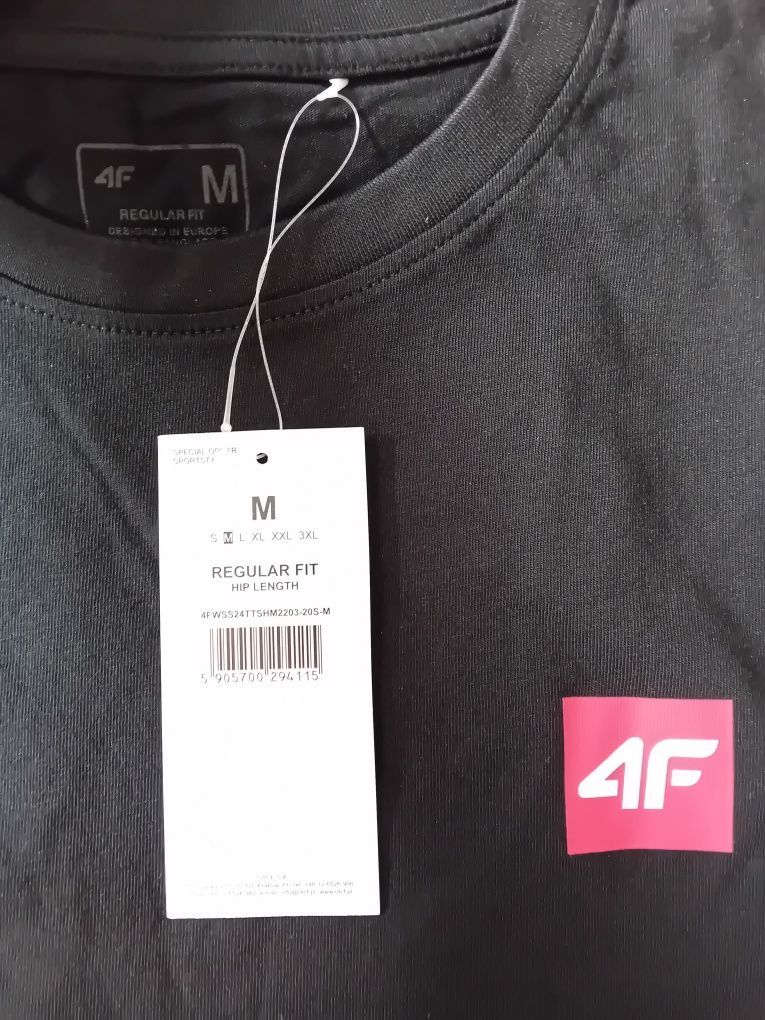 4F M
REGULAR FIT
DESIGNED IN EUROPE
SPECIAL
SPORTSTY
M
S M L XL XXL 3XL
REGULAR FIT
HIP LENGTH
4FWSS24TTSHM2203-20S-M
5 905700 294115
4F